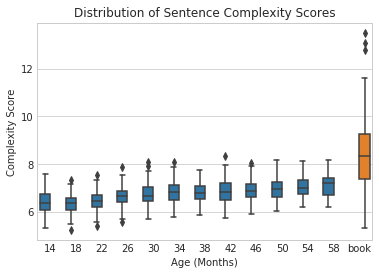 Distribution of Sentence Complexity Scores
12
10
8
6
Complexity Score
14 18 22 26 30 34 38 42 46 50 54 58 book
Age (Months)